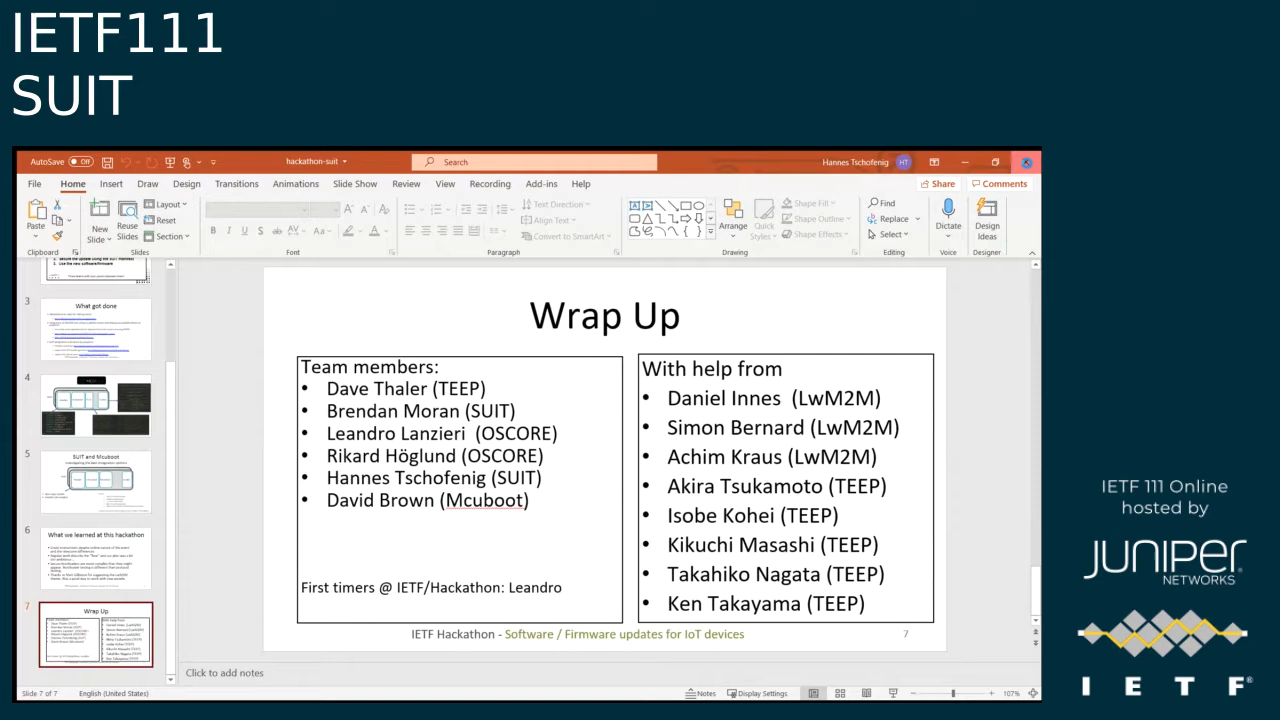 IETF111
SUIT
AutoSave Off
hackathon-suit
Search
Hannes Tschofenig HT
File Home Insert Draw Design Transitions Animations Slide Show Review View Recording Add-ins Help Share Comments
Paste
New Slide
Reuse Slides
Layout
Reset
Section
Text Direction
Align Text
Convert to SmartArt
Arrange
Quick Styles
Shape Fill
Shape Outline
Shape Effects
Find
Replace
Select
Dictate
Design Ideas
Clipboard Slides Font Paragraph Drawing Editing Voice Designer
3
What got done
4
5
SUIT and Mcuboot
6
What we learned at this hackathon
7
Wrap Up
Wrap Up
Team members:
• Dave Thaler (TEEP)
• Brendan Moran (SUIT)
• Leandro Lanzieri (OSCORE)
• Rikard Höglund (OSCORE)
• Hannes Tschofenig (SUIT)
• David Brown (Mcuboot)
First timers @ IETF/Hackathon: Leandro
With help from
• Daniel Innes (LwM2M)
• Simon Bernard (LwM2M)
• Achim Kraus (LwM2M)
• Akira Tsukamoto (TEEP)
• Isobe Kohei (TEEP)
• Kikuchi Masashi (TEEP)
• Takahiko Nagata (TEEP)
• Ken Takayama (TEEP)
IETF Hackathon - Software/Firmware updates for IoT devices
7
Click to add notes
Slide 7 of 7 English (United States) Notes Display Settings 107%
IETF 111 Online
hosted by
JUNIPER
NETWORKS
I E T F®